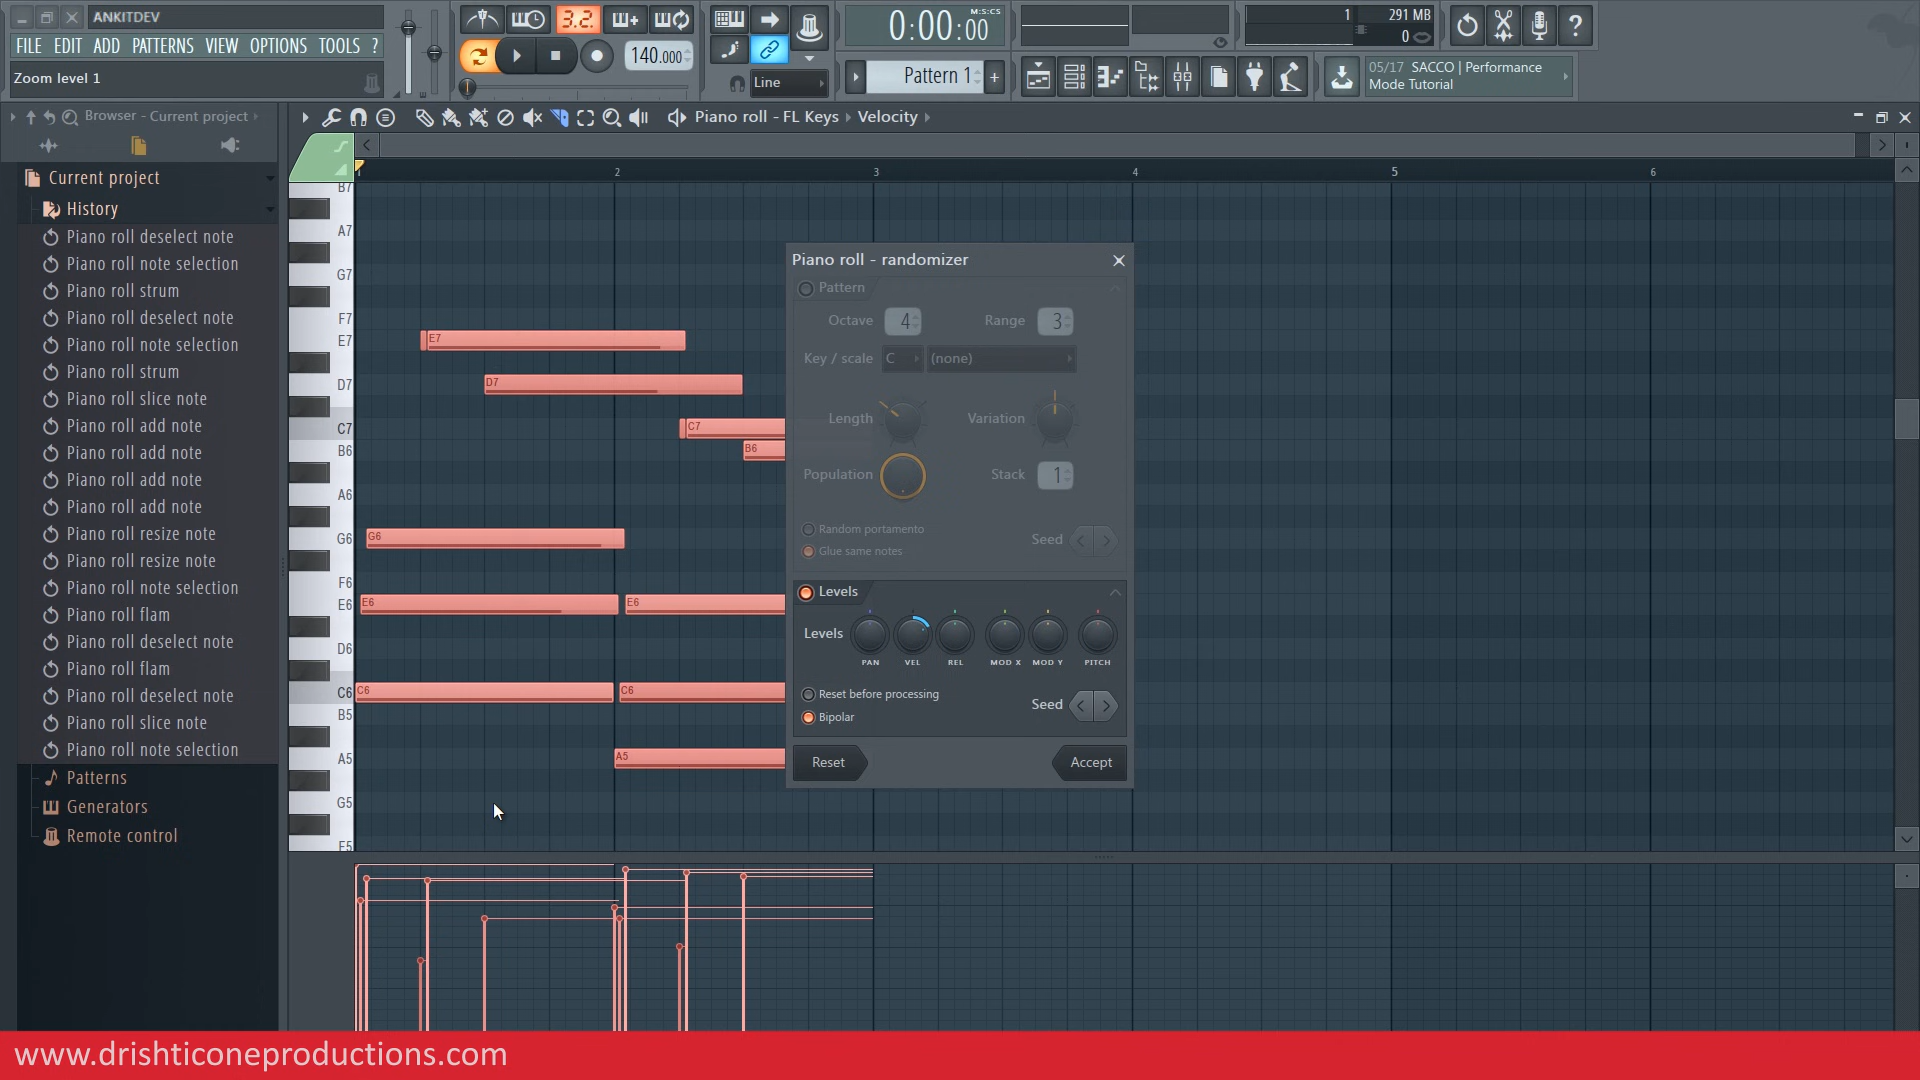 ANKITDEV
FILE EDIT ADD PATTERNS VIEW OPTIONS TOOLS ?
Zoom level 1
3.2.
140.000
Line
0:00:00
M:S:CS
Pattern 1
+
1
291 MB
0
?
05/17 SACCO | Performance
Mode Tutorial
Browser - Current project
Piano roll - FL Keys
Velocity
Current project
History
Piano roll deselect note
Piano roll note selection
Piano roll strum
Piano roll deselect note
Piano roll note selection
Piano roll strum
Piano roll slice note
Piano roll add note
Piano roll add note
Piano roll add note
Piano roll add note
Piano roll resize note
Piano roll resize note
Piano roll note selection
Piano roll flam
Piano roll deselect note
Piano roll flam
Piano roll deselect note
Piano roll slice note
Piano roll note selection
Patterns
Generators
Remote control
1 2 3 4 5 6
B7
A7
G7
F7
E7
D7
C7
B6
A6
G6
F6
E6
D6
C6
B5
A5
G5
F5
E7
D7
C7
B6
G6
E6
E6
C6
C6
A5
Piano roll - randomizer
Pattern
Octave 4 Range 3
Key / scale C (none)
Length Variation
Population Stack 1
Random portamento
Glue same notes
Seed
Levels
Levels
PAN VEL REL MOD X MOD Y PITCH
Reset before processing
Bipolar
Seed
Reset
Accept
www.drishticoneproductions.com